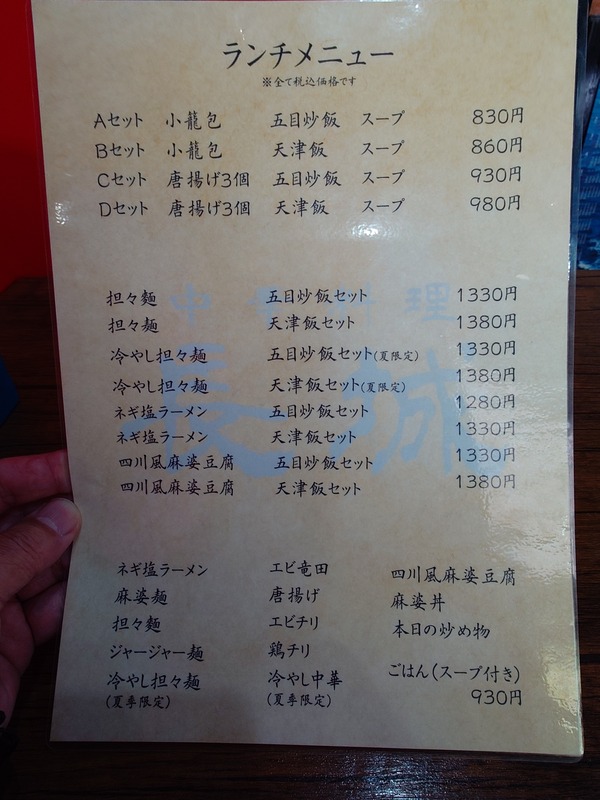 ランチメニュー
※全て税込価格です
Aセット 小龍包 五目炒飯 スープ 830円
Bセット 小龍包 天津飯 スープ 860円
Cセット 唐揚げ3個 五目炒飯 スープ 930円
Dセット 唐揚げ3個 天津飯 スープ 980円
中華料理
長城
担々麺 五目炒飯セット 1330円
担々麺 天津飯セット 1380円
冷やし担々麺 五目炒飯セット(夏限定) 1330円
冷やし担々麺 天津飯セット(夏限定) 1380円
ネギ塩ラーメン 五目炒飯セット 1280円
ネギ塩ラーメン 天津飯セット 1330円
四川風麻婆豆腐 五目炒飯セット 1330円
四川風麻婆豆腐 天津飯セット 1380円
ネギ塩ラーメン エビ竜田 四川風麻婆豆腐
麻婆麺 唐揚げ 麻婆丼
担々麺 エビチリ 本日の炒め物
ジャージャー麺 鶏チリ
冷やし担々麺 冷やし中華 ごはん(スープ付き)
(夏季限定) (夏季限定) 930円